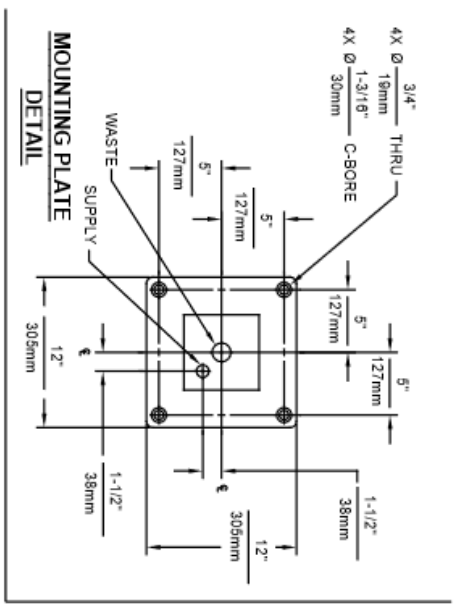 3/4"
4X Ø THRU
19mm
1-3/16"
4X Ø C-BORE
30mm
5"
127mm
5"
127mm
1-1/2"
38mm
5"
127mm
12"
305mm
℄
5"
127mm
WASTE
SUPPLY
℄
1-1/2"
38mm
12"
305mm
MOUNTING PLATE
DETAIL